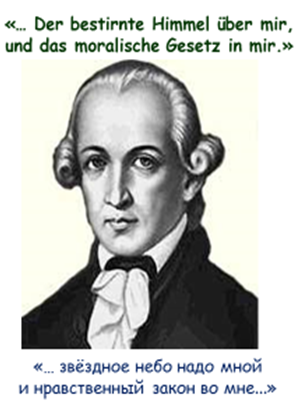 «... Der bestirnte Himmel über mir,
und das moralische Gesetz in mir.»
«... звёздное небо надо мной
и нравственный закон во мне...»